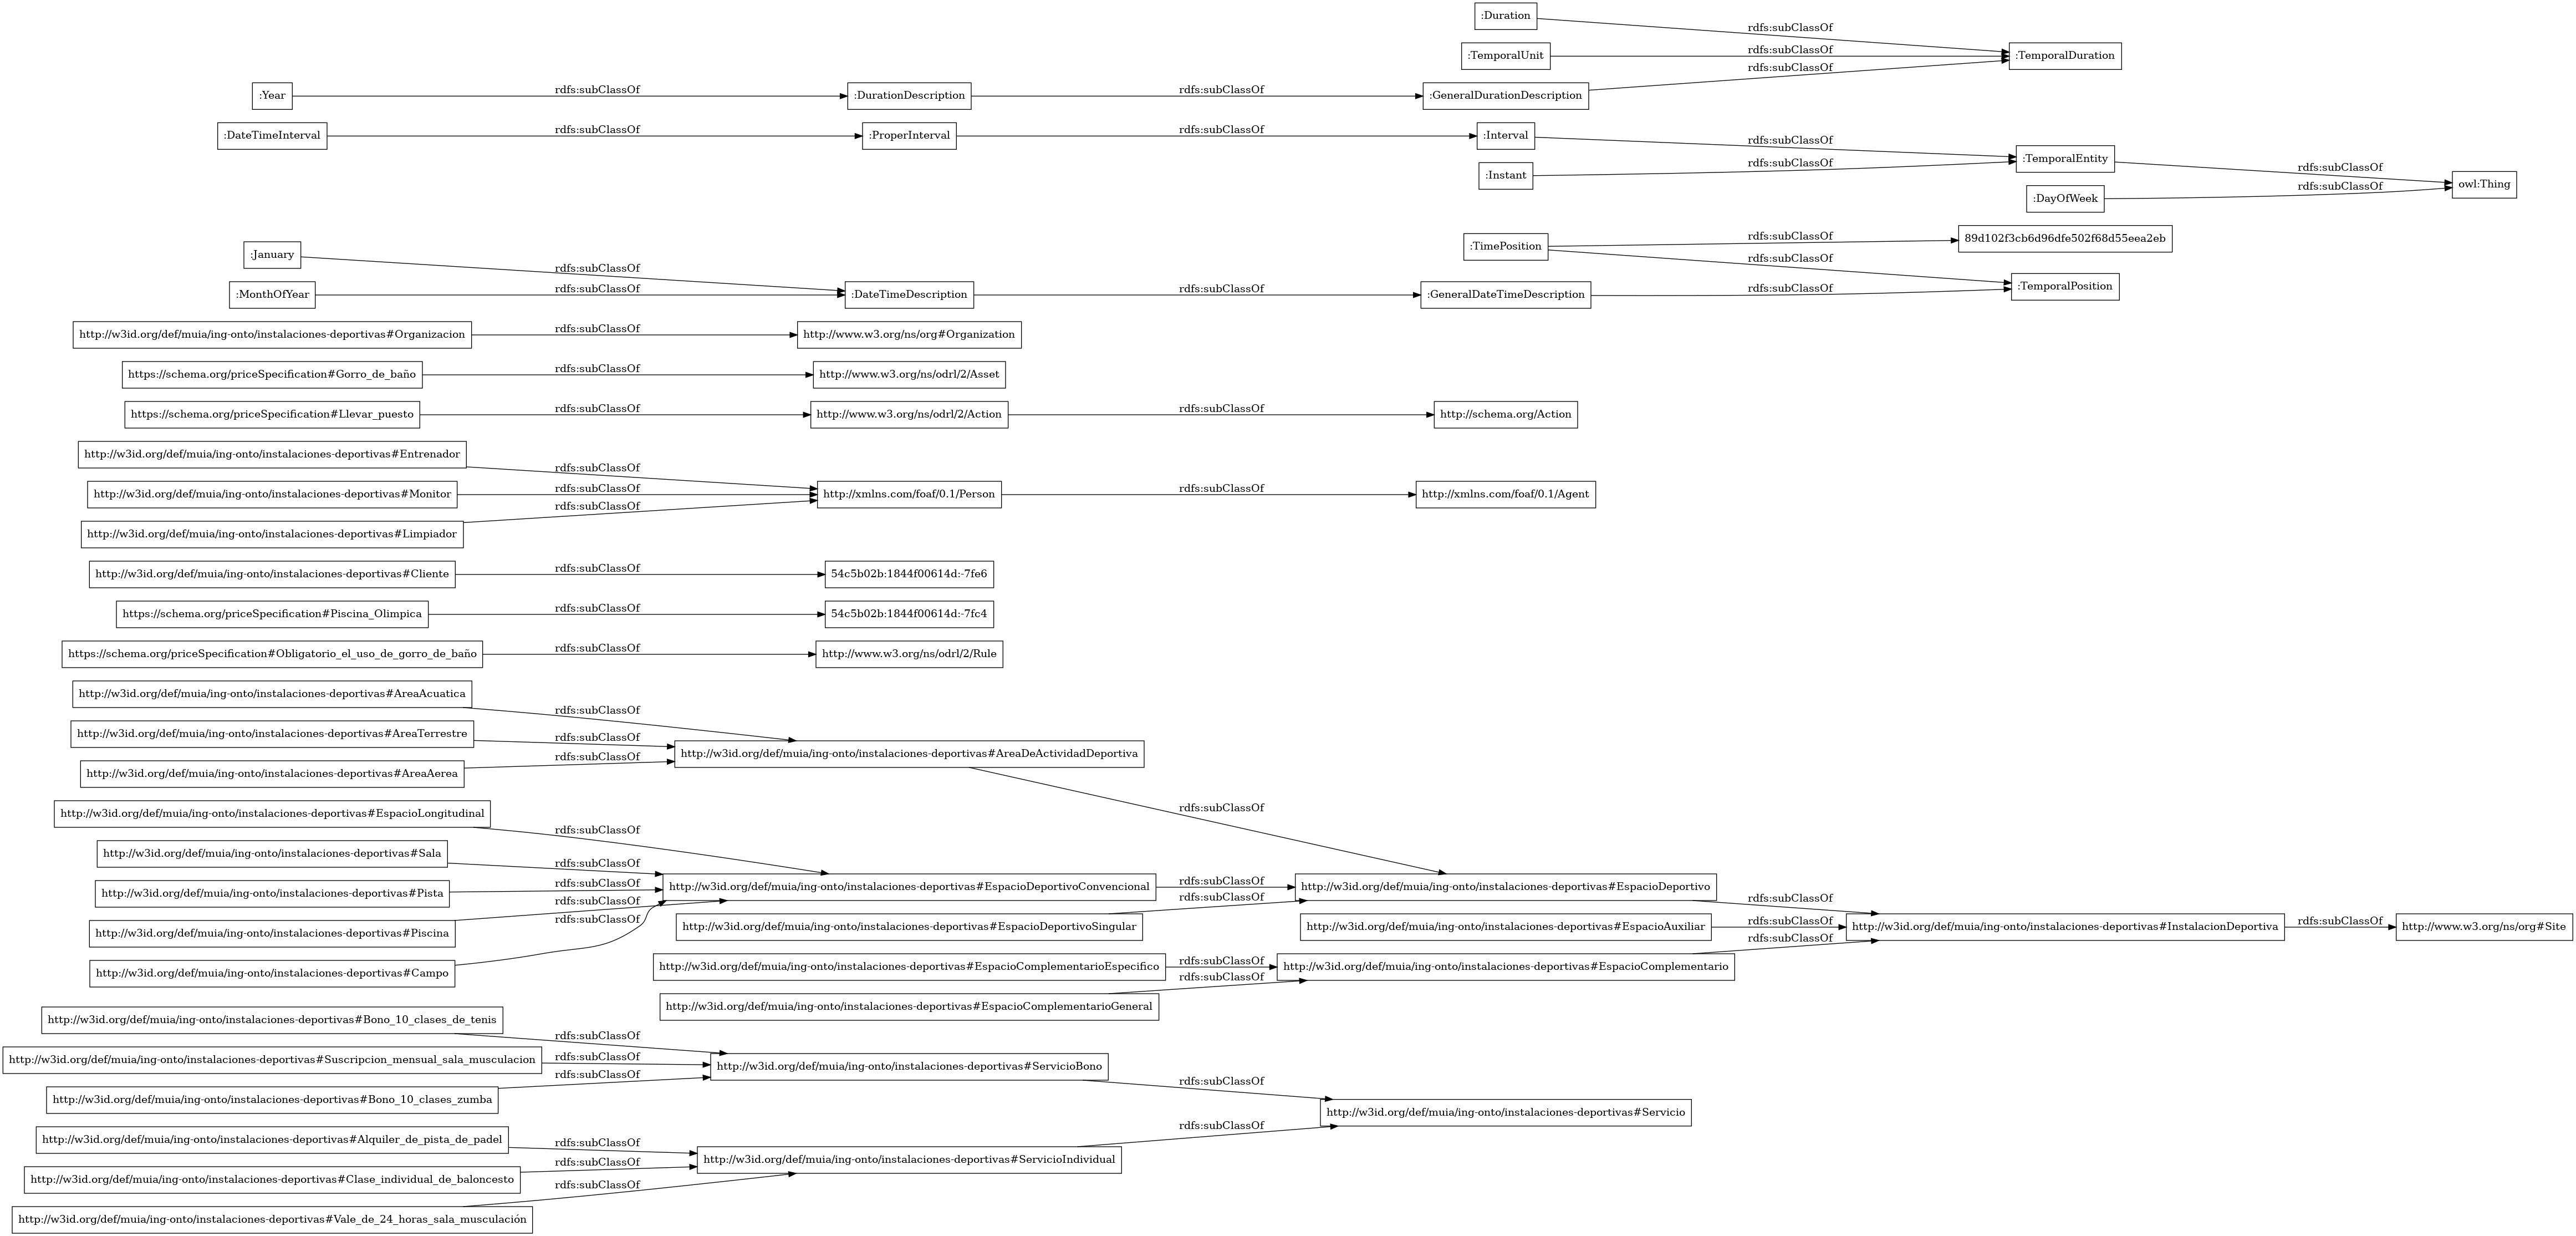 :Duration
rdfs:subClassOf
:TemporalUnit
rdfs:subClassOf
:TemporalDuration
rdfs:subClassOf
:Year
rdfs:subClassOf
:DurationDescription
rdfs:subClassOf
:GeneralDurationDescription
:DateTimeInterval
rdfs:subClassOf
:ProperInterval
rdfs:subClassOf
:Interval
rdfs:subClassOf
:TemporalEntity
rdfs:subClassOf
:Instant
rdfs:subClassOf
owl:Thing
:DayOfWeek
rdfs:subClassOf
:TimePosition
rdfs:subClassOf
89d102f3cb6d96dfe502f68d55eea2eb
rdfs:subClassOf
:TemporalPosition
:January
rdfs:subClassOf
:MonthOfYear
rdfs:subClassOf
:DateTimeDescription
rdfs:subClassOf
:GeneralDateTimeDescription
rdfs:subClassOf
http://w3id.org/def/muia/ing-onto/instalaciones-deportivas#Organizacion
rdfs:subClassOf
http://www.w3.org/ns/org#Organization
https://schema.org/priceSpecification#Gorro_de_baño
rdfs:subClassOf
http://www.w3.org/ns/odrl/2/Asset
https://schema.org/priceSpecification#Llevar_puesto
rdfs:subClassOf
http://www.w3.org/ns/odrl/2/Action
rdfs:subClassOf
http://schema.org/Action
http://w3id.org/def/muia/ing-onto/instalaciones-deportivas#Entrenador
rdfs:subClassOf
http://w3id.org/def/muia/ing-onto/instalaciones-deportivas#Monitor
rdfs:subClassOf
http://xmlns.com/foaf/0.1/Person
rdfs:subClassOf
http://xmlns.com/foaf/0.1/Agent
http://w3id.org/def/muia/ing-onto/instalaciones-deportivas#Limpiador
rdfs:subClassOf
http://w3id.org/def/muia/ing-onto/instalaciones-deportivas#Cliente
rdfs:subClassOf
54c5b02b:1844f00614d:-7fe6
https://schema.org/priceSpecification#Piscina_Olimpica
rdfs:subClassOf
54c5b02b:1844f00614d:-7fc4
https://schema.org/priceSpecification#Obligatorio_el_uso_de_gorro_de_baño
rdfs:subClassOf
http://www.w3.org/ns/odrl/2/Rule
http://w3id.org/def/muia/ing-onto/instalaciones-deportivas#AreaAcuatica
rdfs:subClassOf
http://w3id.org/def/muia/ing-onto/instalaciones-deportivas#AreaTerrestre
rdfs:subClassOf
http://w3id.org/def/muia/ing-onto/instalaciones-deportivas#AreaDeActividadDeportiva
http://w3id.org/def/muia/ing-onto/instalaciones-deportivas#AreaAerea
rdfs:subClassOf
rdfs:subClassOf
http://w3id.org/def/muia/ing-onto/instalaciones-deportivas#EspacioLongitudinal
rdfs:subClassOf
http://w3id.org/def/muia/ing-onto/instalaciones-deportivas#Sala
rdfs:subClassOf
http://w3id.org/def/muia/ing-onto/instalaciones-deportivas#Pista
rdfs:subClassOf
http://w3id.org/def/muia/ing-onto/instalaciones-deportivas#EspacioDeportivoConvencional
rdfs:subClassOf
http://w3id.org/def/muia/ing-onto/instalaciones-deportivas#EspacioDeportivo
rdfs:subClassOf
http://w3id.org/def/muia/ing-onto/instalaciones-deportivas#Piscina
rdfs:subClassOf
http://w3id.org/def/muia/ing-onto/instalaciones-deportivas#EspacioDeportivoSingular
rdfs:subClassOf
http://w3id.org/def/muia/ing-onto/instalaciones-deportivas#EspacioAuxiliar
rdfs:subClassOf
http://w3id.org/def/muia/ing-onto/instalaciones-deportivas#InstalacionDeportiva
rdfs:subClassOf
http://www.w3.org/ns/org#Site
http://w3id.org/def/muia/ing-onto/instalaciones-deportivas#Campo
rdfs:subClassOf
http://w3id.org/def/muia/ing-onto/instalaciones-deportivas#EspacioComplementarioEspecifico
rdfs:subClassOf
http://w3id.org/def/muia/ing-onto/instalaciones-deportivas#EspacioComplementario
rdfs:subClassOf
http://w3id.org/def/muia/ing-onto/instalaciones-deportivas#EspacioComplementarioGeneral
rdfs:subClassOf
http://w3id.org/def/muia/ing-onto/instalaciones-deportivas#Bono_10_clases_de_tenis
rdfs:subClassOf
http://w3id.org/def/muia/ing-onto/instalaciones-deportivas#Suscripcion_mensual_sala_musculacion
rdfs:subClassOf
http://w3id.org/def/muia/ing-onto/instalaciones-deportivas#ServicioBono
rdfs:subClassOf
http://w3id.org/def/muia/ing-onto/instalaciones-deportivas#Bono_10_clases_zumba
rdfs:subClassOf
http://w3id.org/def/muia/ing-onto/instalaciones-deportivas#Servicio
http://w3id.org/def/muia/ing-onto/instalaciones-deportivas#Alquiler_de_pista_de_padel
rdfs:subClassOf
http://w3id.org/def/muia/ing-onto/instalaciones-deportivas#ServicioIndividual
rdfs:subClassOf
http://w3id.org/def/muia/ing-onto/instalaciones-deportivas#Clase_individual_de_baloncesto
rdfs:subClassOf
http://w3id.org/def/muia/ing-onto/instalaciones-deportivas#Vale_de_24_horas_sala_musculación
rdfs:subClassOf